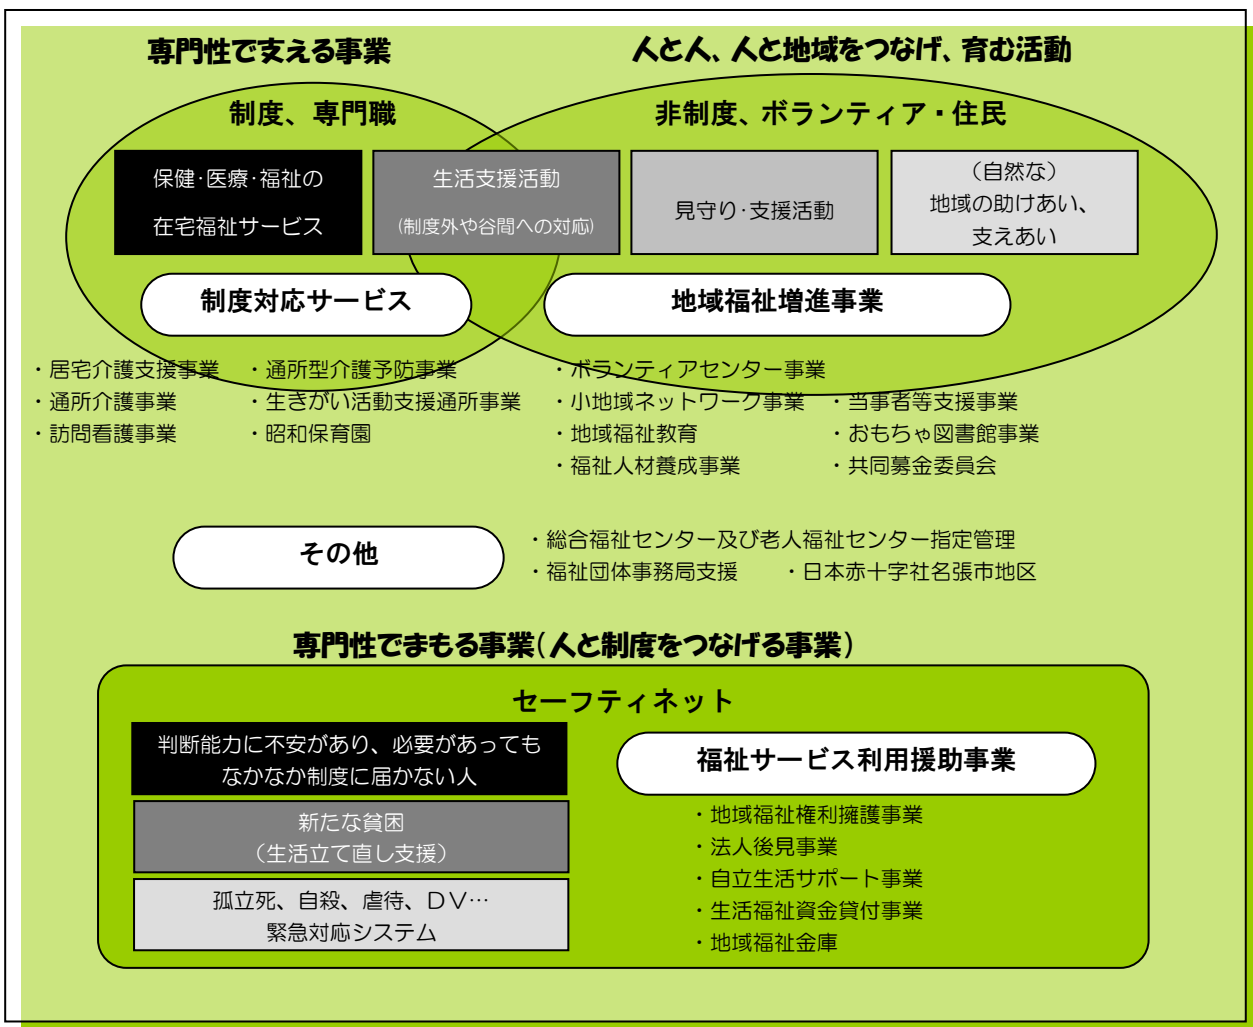 専門性で支える事業
人と人、人と地域をつなげ、育む活動
制度、専門職
非制度、ボランティア・住民
保健・医療・福祉の
在宅福祉サービス
生活支援活動
(制度外や谷間への対応)
見守り・支援活動
（自然な）
地域の助けあい、
支えあい
制度対応サービス
地域福祉増進事業
・居宅介護支援事業 ・通所型介護予防事業
・通所介護事業 ・生きがい活動支援通所事業
・訪問看護事業 ・昭和保育園
・ボランティアセンター事業
・小地域ネットワーク事業 ・当事者等支援事業
・地域福祉教育 ・おもちゃ図書館事業
・福祉人材養成事業 ・共同募金委員会
その他
・総合福祉センター及び老人福祉センター指定管理
・福祉団体事務局支援 ・日本赤十字社名張市地区
専門性でまもる事業（人と制度をつなげる事業）
セーフティネット
判断能力に不安があり、必要があっても
なかなか制度に届かない人
新たな貧困
（生活立て直し支援）
孤立死、自殺、虐待、ＤＶ…
緊急対応システム
福祉サービス利用援助事業
・地域福祉権利擁護事業
・法人後見事業
・自立生活サポート事業
・生活福祉資金貸付事業
・地域福祉金庫